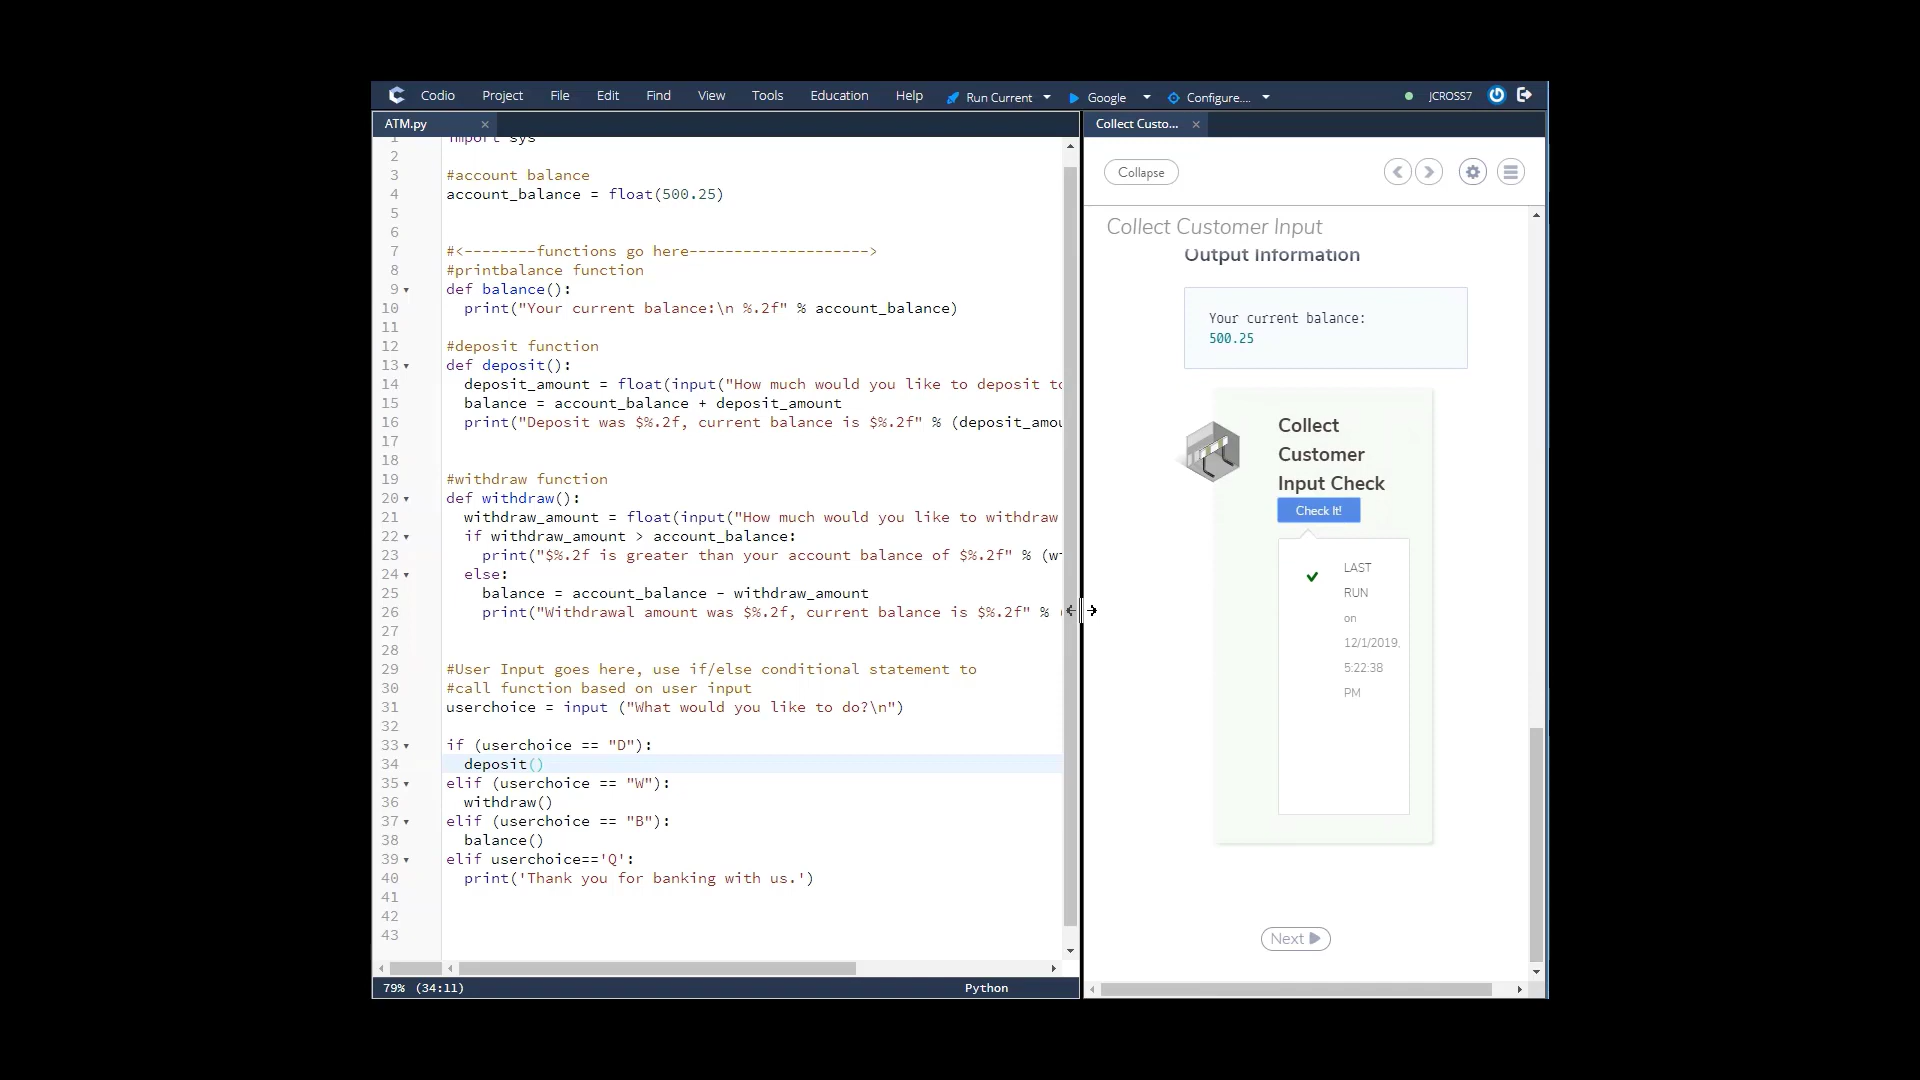 Codio Project File Edit Find View Tools Education Help Run Current Google Configure.... JCROSS7
ATM.py
Collect Custo...
1 import sys
2
3 #account balance
4 account_balance = float(500.25)
5
6
7 #<--------functions go here-------------------->
8 #printbalance function
9 def balance():
10 print("Your current balance:\n %.2f" % account_balance)
11
12 #deposit function
13 def deposit():
14 deposit_amount = float(input("How much would you like to deposit to
15 balance = account_balance + deposit_amount
16 print("Deposit was $%.2f, current balance is $%.2f" % (deposit_amou
17
18
19 #withdraw function
20 def withdraw():
21 withdraw_amount = float(input("How much would you like to withdraw
22 if withdraw_amount > account_balance:
23 print("$%.2f is greater than your account balance of $%.2f" % (w
24 else:
25 balance = account_balance - withdraw_amount
26 print("Withdrawal amount was $%.2f, current balance is $%.2f" %
27
28
29 #User Input goes here, use if/else conditional statement to
30 #call function based on user input
31 userchoice = input ("What would you like to do?\n")
32
33 if (userchoice == "D"):
34 deposit()
35 elif (userchoice == "W"):
36 withdraw()
37 elif (userchoice == "B"):
38 balance()
39 elif userchoice=='Q':
40 print('Thank you for banking with us.')
41
42
43
79% (34:11) Python
Collapse
Collect Customer Input
Output Information
Your current balance:
500.25
Collect
Customer
Input Check
Check It!
LAST
RUN
on
12/1/2019,
5:22:38
PM
Next